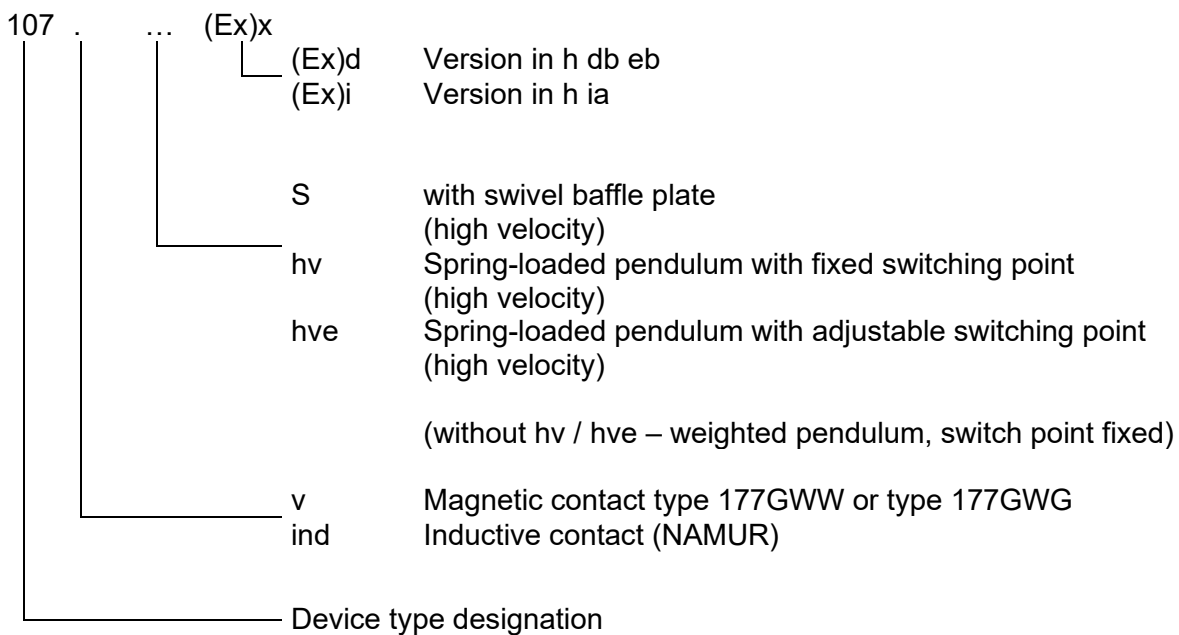 107 . … (Ex)x
(Ex)d Version in h db eb
(Ex)i Version in h ia
S with swivel baffle plate
(high velocity)
hv Spring-loaded pendulum with fixed switching point
(high velocity)
hve Spring-loaded pendulum with adjustable switching point
(high velocity)
(without hv / hve – weighted pendulum, switch point fixed)
v Magnetic contact type 177GWW or type 177GWG
ind Inductive contact (NAMUR)
Device type designation